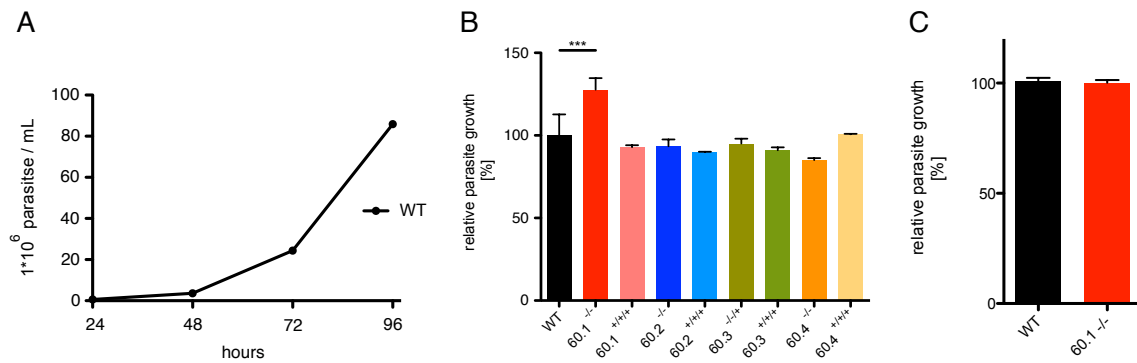 A
1*10^6 parasitse / mL
100
80
60
40
20
0
24 48 72 96
hours
WT
B
relative parasite growth
[%]
150
100
50
0
***
WT
60.1 -/-
60.1 +/+/+
60.2 -/-
60.2 +/+/+
60.3 -/-/+
60.3 +/+/+
60.4 -/-
60.4 +/+/+
C
relative parasite growth
[%]
100
50
0
WT
60.1 -/-